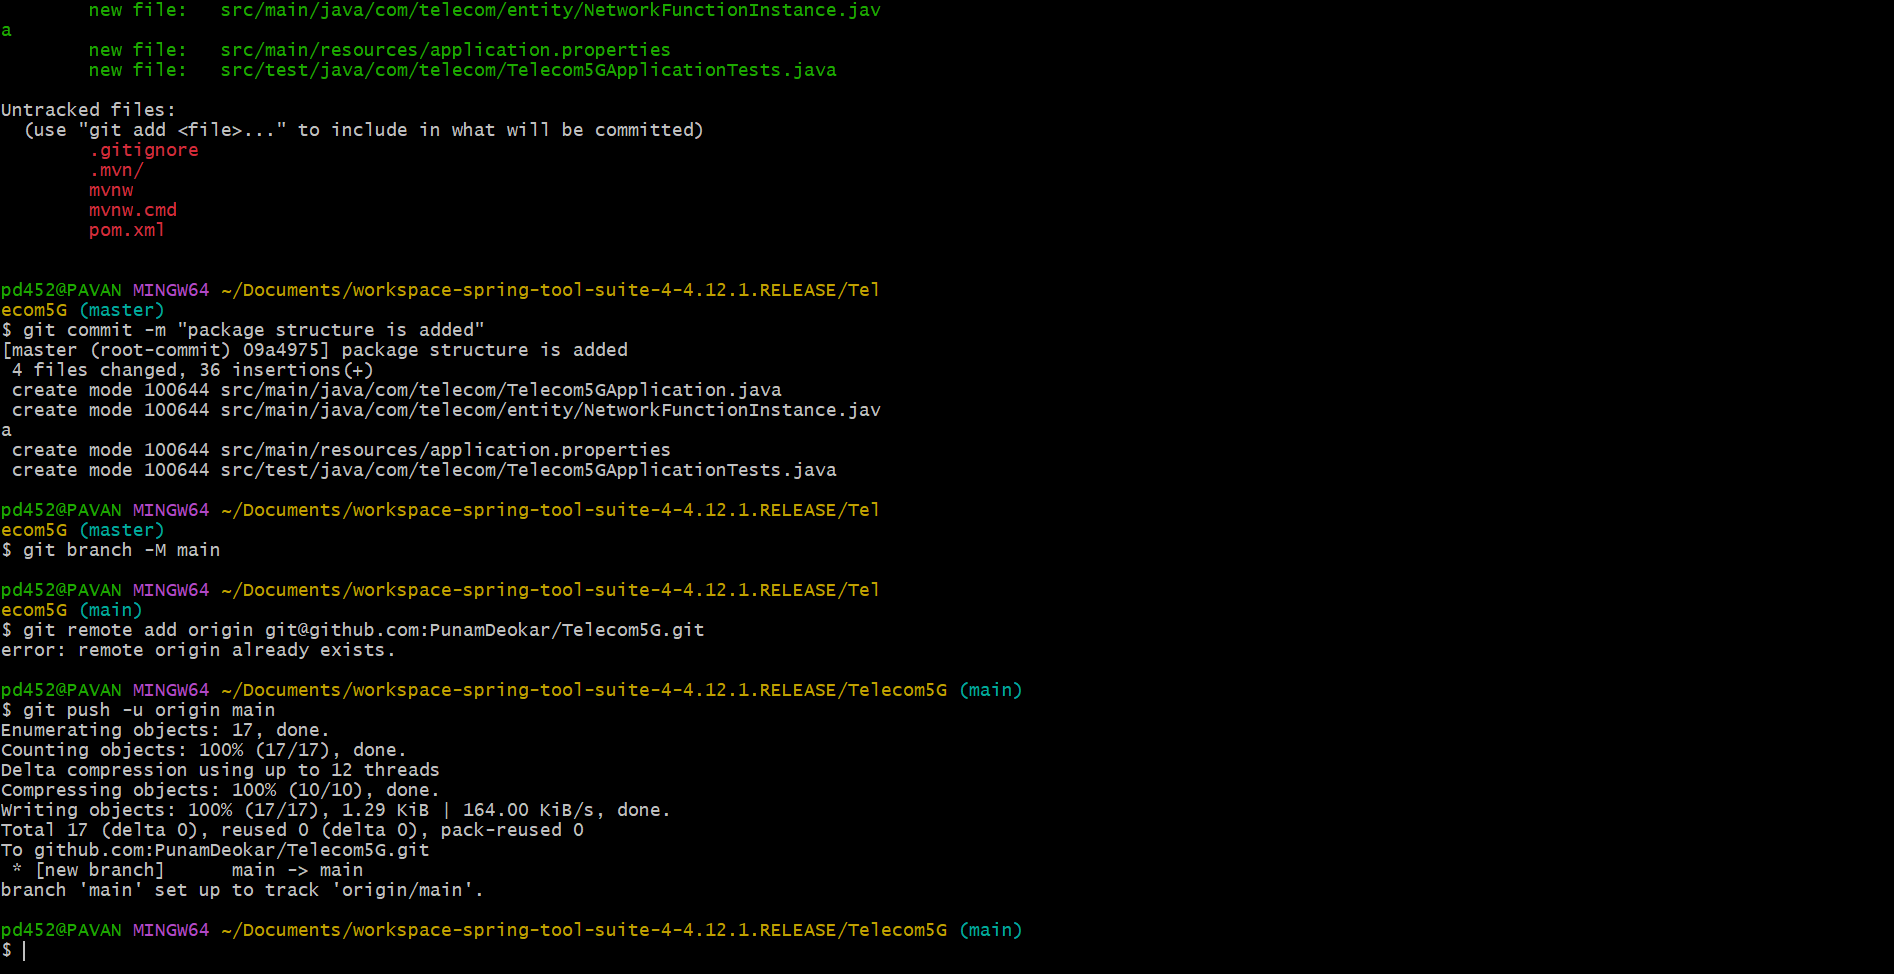 new file:   src/main/java/com/telecom/entity/NetworkFunctionInstance.jav
a
new file:   src/main/resources/application.properties
new file:   src/test/java/com/telecom/Telecom5GApplicationTests.java
Untracked files:
(use "git add <file>..." to include in what will be committed)
.gitignore
.mvn/
mvnw
mvnw.cmd
pom.xml
pd452@PAVAN MINGW64 ~/Documents/workspace-spring-tool-suite-4-4.12.1.RELEASE/Tel
ecom5G (master)
$ git commit -m "package structure is added"
[master (root-commit) 09a4975] package structure is added
4 files changed, 36 insertions(+)
create mode 100644 src/main/java/com/telecom/Telecom5GApplication.java
create mode 100644 src/main/java/com/telecom/entity/NetworkFunctionInstance.jav
a
create mode 100644 src/main/resources/application.properties
create mode 100644 src/test/java/com/telecom/Telecom5GApplicationTests.java
pd452@PAVAN MINGW64 ~/Documents/workspace-spring-tool-suite-4-4.12.1.RELEASE/Tel
ecom5G (master)
$ git branch -M main
pd452@PAVAN MINGW64 ~/Documents/workspace-spring-tool-suite-4-4.12.1.RELEASE/Tel
ecom5G (main)
$ git remote add origin git@github.com:PunamDeokar/Telecom5G.git
error: remote origin already exists.
pd452@PAVAN MINGW64 ~/Documents/workspace-spring-tool-suite-4-4.12.1.RELEASE/Telecom5G (main)
$ git push -u origin main
Enumerating objects: 17, done.
Counting objects: 100% (17/17), done.
Delta compression using up to 12 threads
Compressing objects: 100% (10/10), done.
Writing objects: 100% (17/17), 1.29 KiB | 164.00 KiB/s, done.
Total 17 (delta 0), reused 0 (delta 0), pack-reused 0
To github.com:PunamDeokar/Telecom5G.git
* [new branch]      main -> main
branch 'main' set up to track 'origin/main'.
pd452@PAVAN MINGW64 ~/Documents/workspace-spring-tool-suite-4-4.12.1.RELEASE/Telecom5G (main)
$